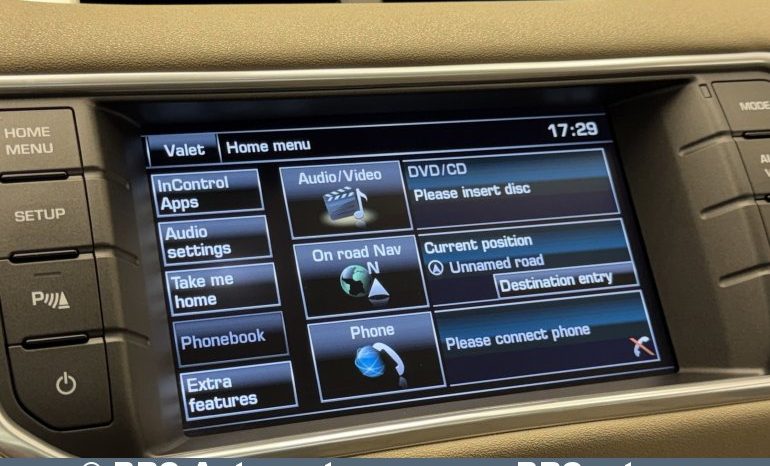 HOME
MENU
SETUP
P
Valet
Home menu
17:29
InControl
Apps
Audio
settings
Take me
home
Phonebook
Extra
features
Audio/Video
DVD/CD
Please insert disc
On road Nav
N
Current position
Unnamed road
Destination entry
Phone
Please connect phone
MODE